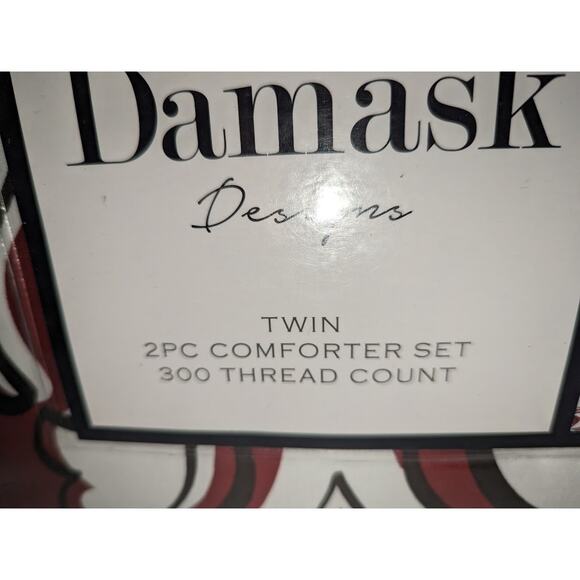 Damask
Designs
TWIN
2PC COMFORTER SET
300 THREAD COUNT